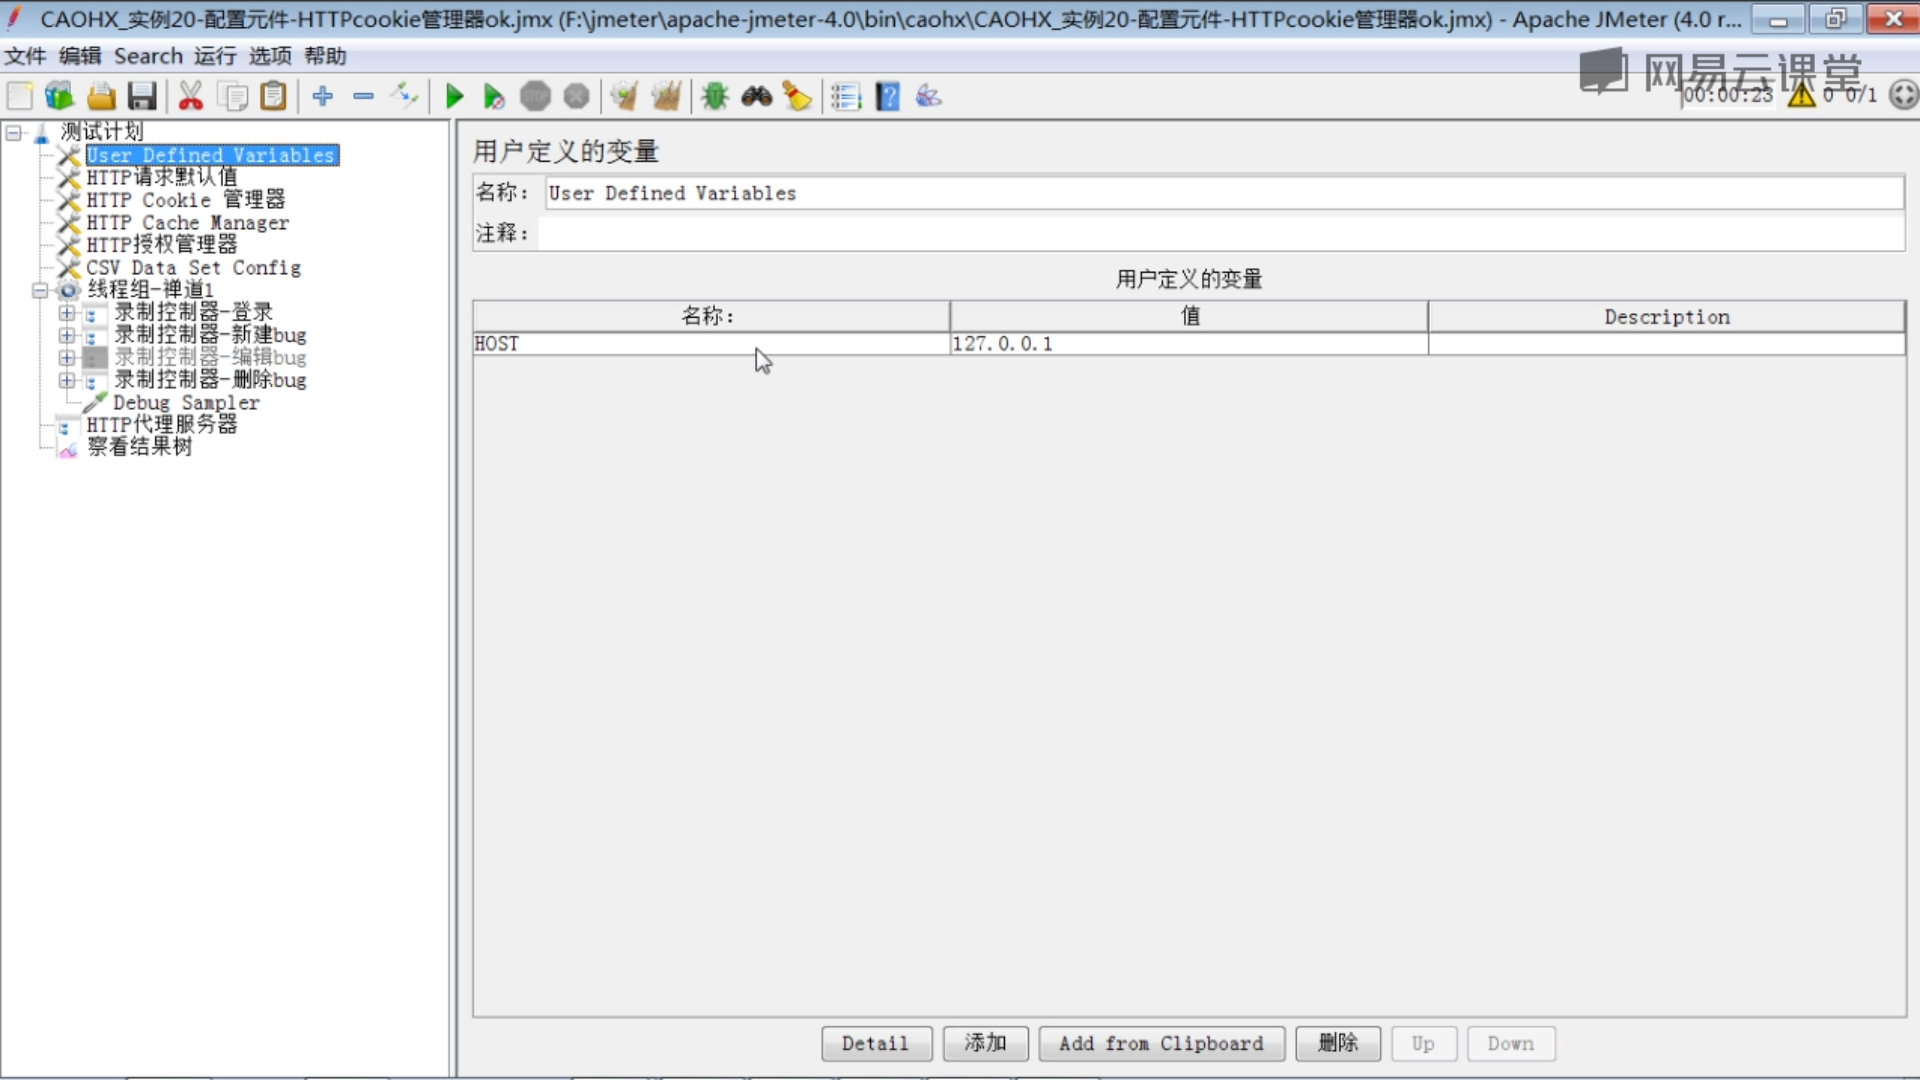 CAOHX_实例20-配置元件-HTTPcookie管理器ok.jmx (F:\jmeter\apache-jmeter-4.0\bin\caohx\CAOHX_实例20-配置元件-HTTPcookie管理器ok.jmx) - Apache JMeter (4.0 r...
文件 编辑 Search 运行 选项 帮助
网易云课堂
00:00:23 0 0/1
测试计划
User Defined Variables
HTTP请求默认值
HTTP Cookie 管理器
HTTP Cache Manager
HTTP授权管理器
CSV Data Set Config
线程组-禅道1
录制控制器-登录
录制控制器-新建bug
录制控制器-编辑bug
录制控制器-删除bug
Debug Sampler
HTTP代理服务器
察看结果树
用户定义的变量
名称: User Defined Variables
注释:
用户定义的变量
名称: 值 Description
HOST 127.0.0.1
Detail 添加 Add from Clipboard 删除 Up Down